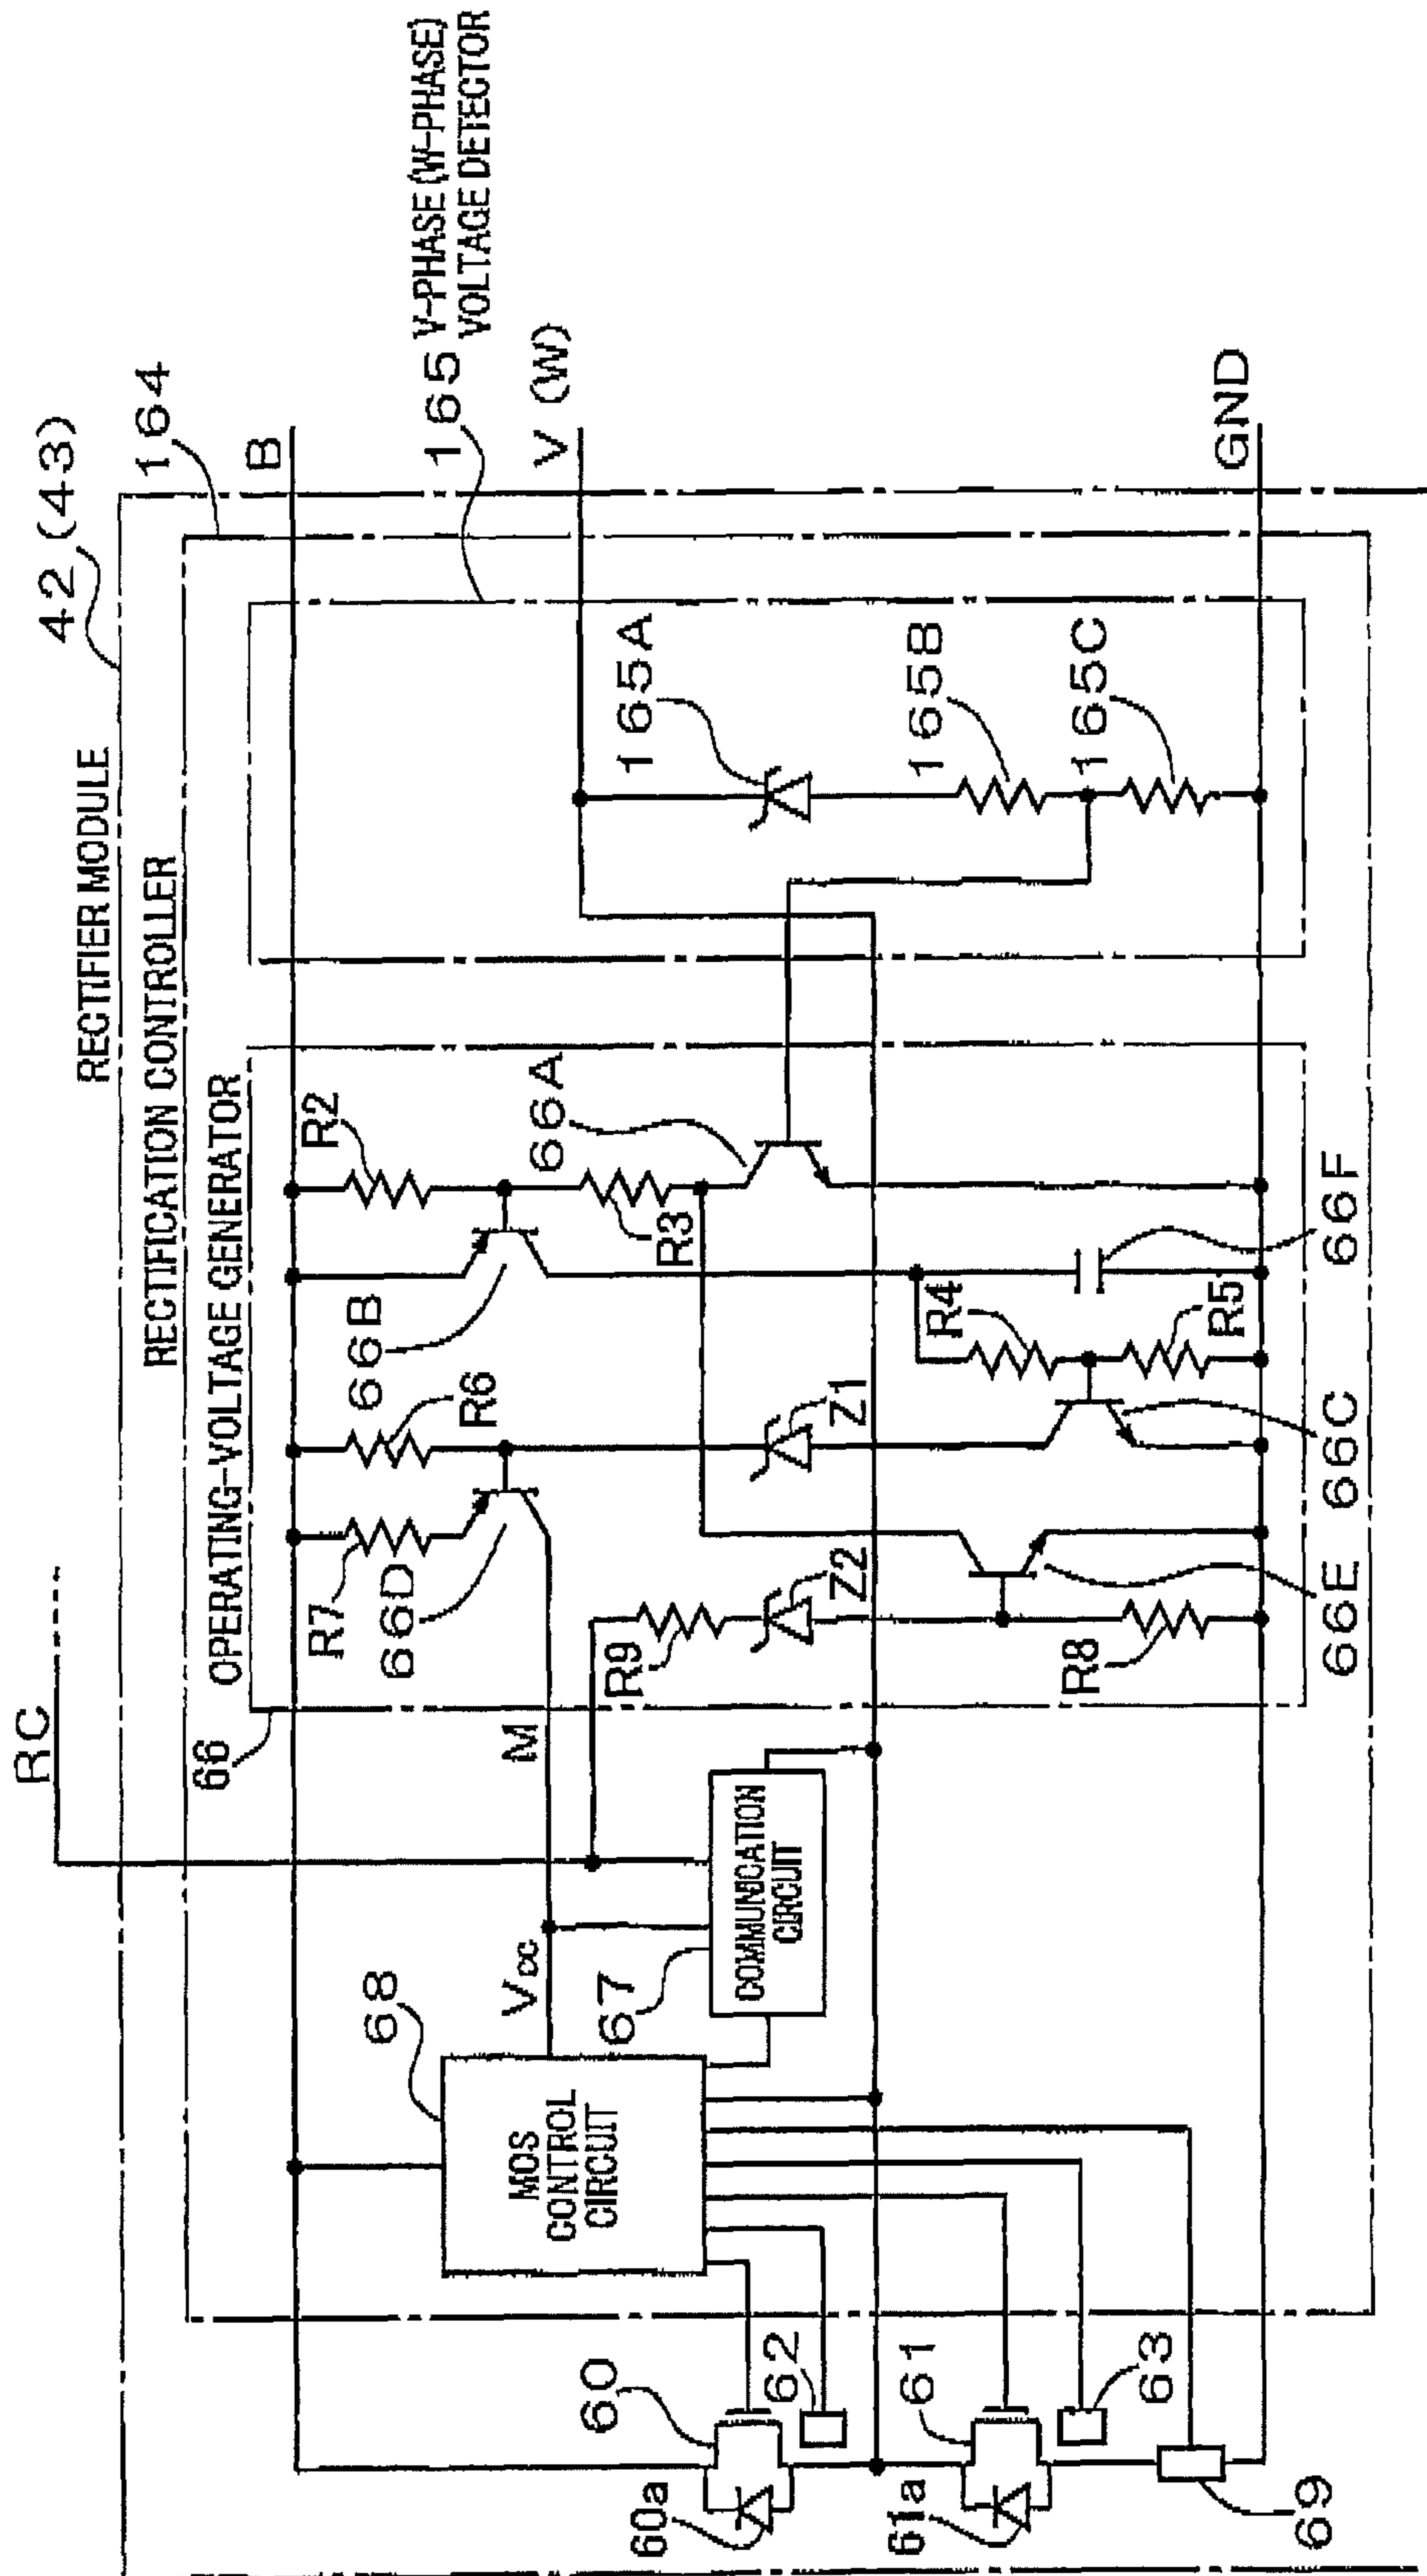 RECTIFIER MODULE
42 (43)
RECTIFICATION CONTROLLER
164
OPERATING-VOLTAGE GENERATOR
66
165
V-PHASE (W-PHASE)
VOLTAGE DETECTOR
RC
B
V (W)
GND
R7
R6
R2
66D
66B
66A
R3
R9
Z2
Z1
R4
R5
R8
66E
66C
66F
165A
165B
165C
M
Vcc
68
MOS
CONTROL
CIRCUIT
67
COMMUNICATION
CIRCUIT
60
60a
62
61
61a
63
69